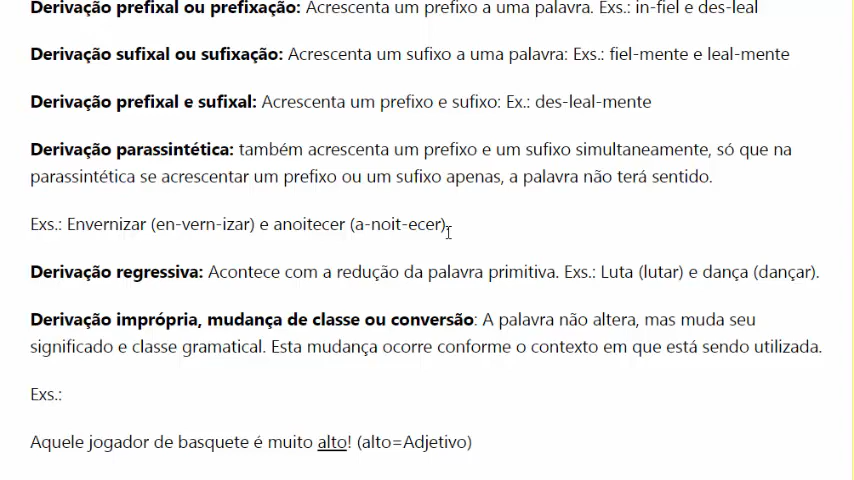 Derivação prefixal ou prefixação: Acrescenta um prefixo a uma palavra. Exs.: in-fiel e des-leal
Derivação sufixal ou sufixação: Acrescenta um sufixo a uma palavra: Exs.: fiel-mente e leal-mente
Derivação prefixal e sufixal: Acrescenta um prefixo e sufixo: Ex.: des-leal-mente
Derivação parassintética: também acrescenta um prefixo e um sufixo simultaneamente, só que na
parassintética se acrescentar um prefixo ou um sufixo apenas, a palavra não terá sentido.
Exs.: Envernizar (en-vern-izar) e anoitecer (a-noit-ecer)
Derivação regressiva: Acontece com a redução da palavra primitiva. Exs.: Luta (lutar) e dança (dançar).
Derivação imprópria, mudança de classe ou conversão: A palavra não altera, mas muda seu
significado e classe gramatical. Esta mudança ocorre conforme o contexto em que está sendo utilizada.
Exs.:
Aquele jogador de basquete é muito alto! (alto=Adjetivo)